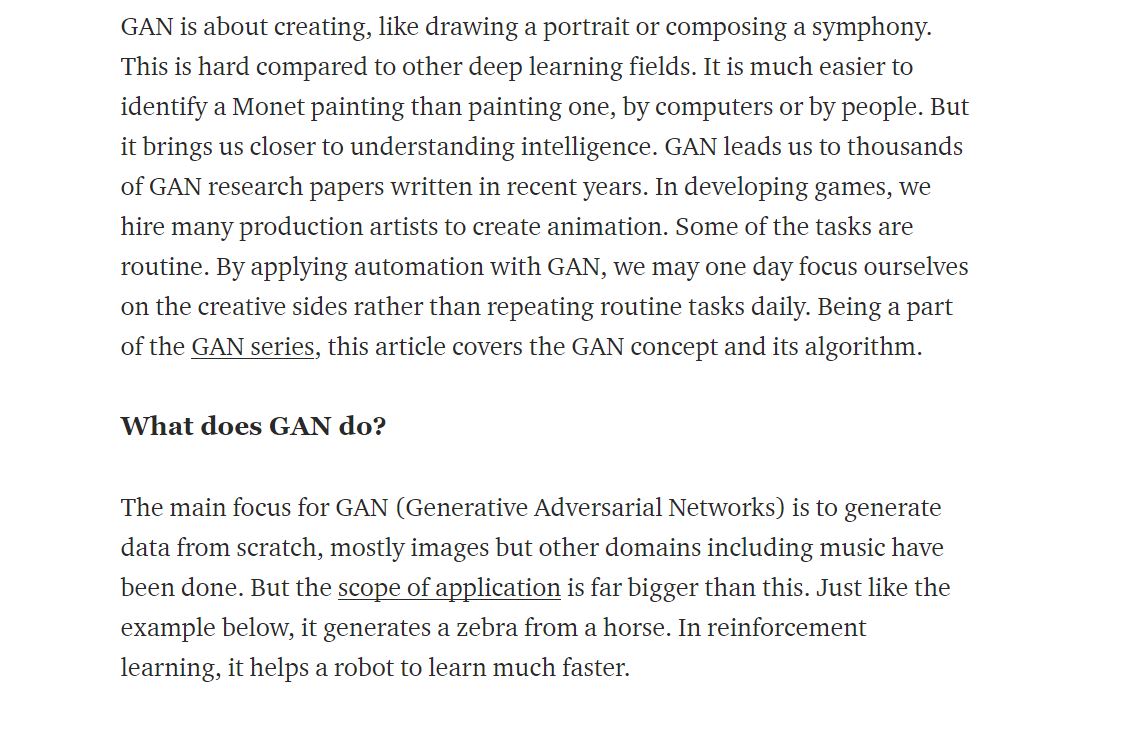 GAN is about creating, like drawing a portrait or composing a symphony.
This is hard compared to other deep learning fields. It is much easier to
identify a Monet painting than painting one, by computers or by people. But
it brings us closer to understanding intelligence. GAN leads us to thousands
of GAN research papers written in recent years. In developing games, we
hire many production artists to create animation. Some of the tasks are
routine. By applying automation with GAN, we may one day focus ourselves
on the creative sides rather than repeating routine tasks daily. Being a part
of the GAN series, this article covers the GAN concept and its algorithm.
What does GAN do?
The main focus for GAN (Generative Adversarial Networks) is to generate
data from scratch, mostly images but other domains including music have
been done. But the scope of application is far bigger than this. Just like the
example below, it generates a zebra from a horse. In reinforcement
learning, it helps a robot to learn much faster.